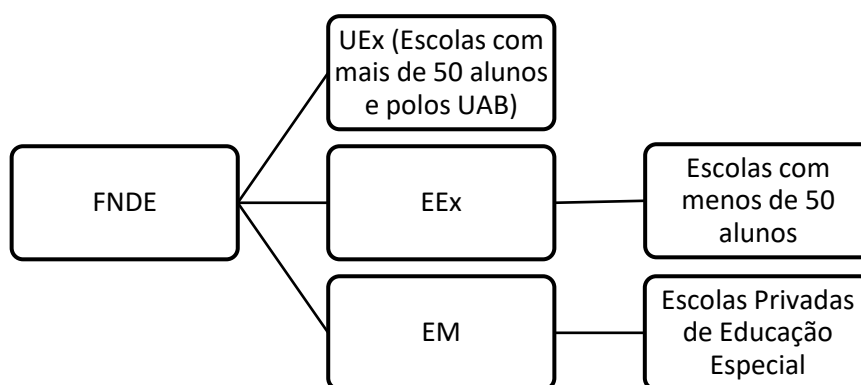 FNDE
UEx (Escolas com
mais de 50 alunos
e polos UAB)
EEx
Escolas com
menos de 50
alunos
EM
Escolas Privadas
de Educação
Especial